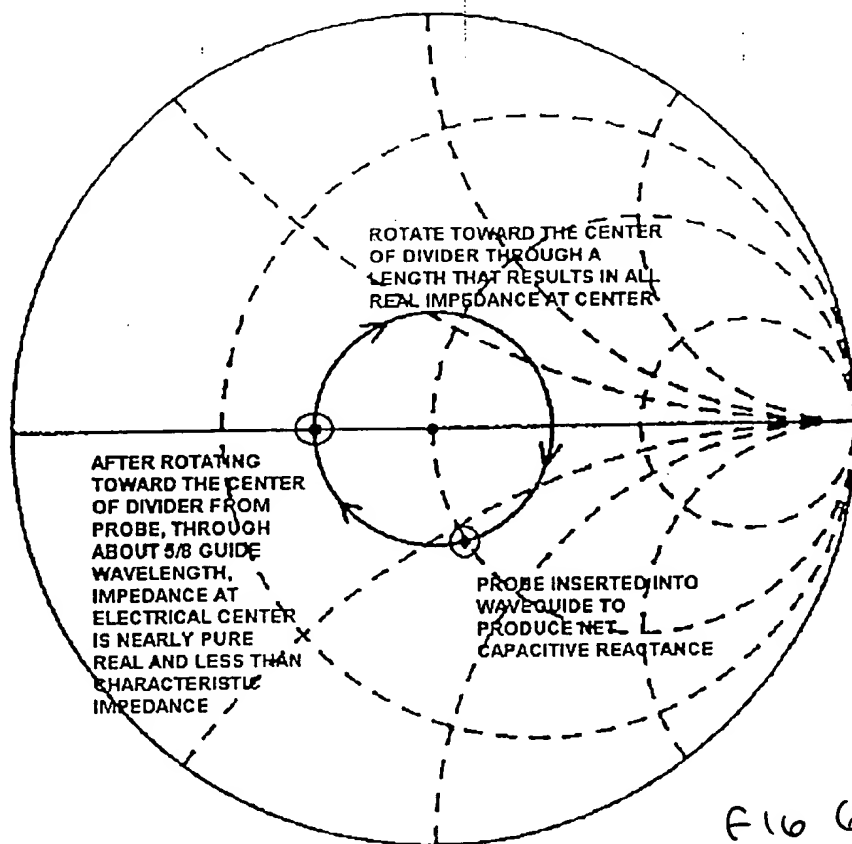 ROTATE TOWARD THE CENTER
OF DIVIDER THROUGH A
LENGTH THAT RESULTS IN ALL
REAL IMPEDANCE AT CENTER
AFTER ROTATING
TOWARD THE CENTER
OF DIVIDER FROM
PROBE, THROUGH
ABOUT 5/8 GUIDE
WAVELENGTH,
IMPEDANCE AT
ELECTRICAL CENTER
IS NEARLY PURE
REAL AND LESS THAN
CHARACTERISTIC
IMPEDANCE
PROBE INSERTED INTO
WAVEGUIDE TO
PRODUCE NET
CAPACITIVE REACTANCE
FIG 6